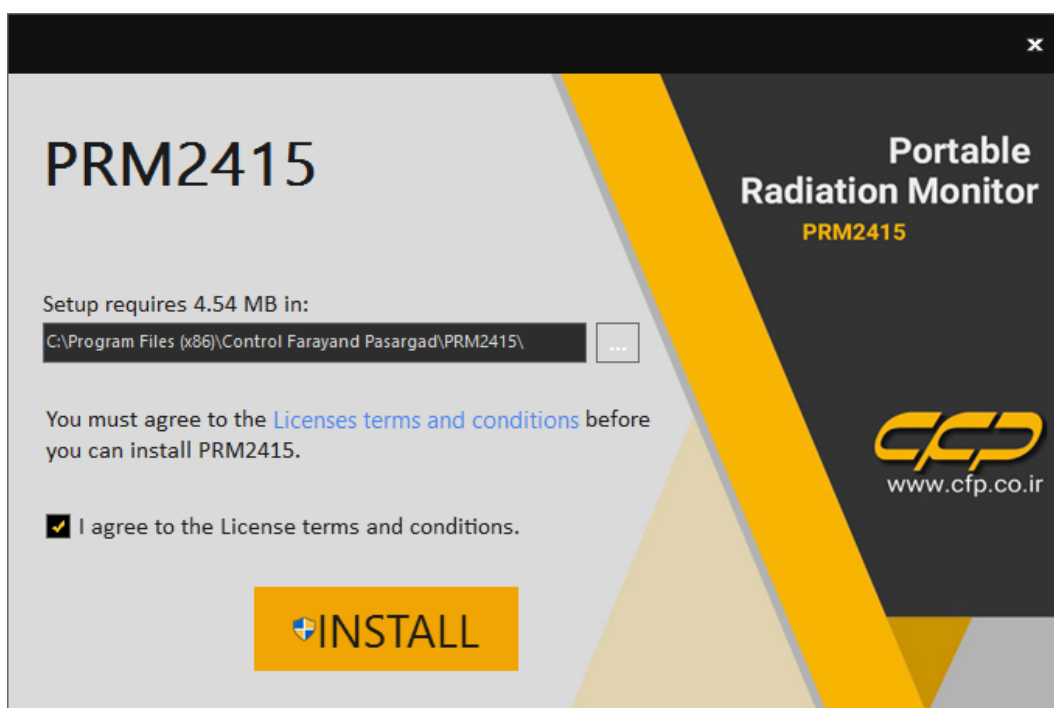 PRM2415
Setup requires 4.54 MB in:
C:\Program Files (x86)\Control Farayand Pasargad\PRM2415\
...
You must agree to the Licenses terms and conditions before
you can install PRM2415.
I agree to the License terms and conditions.
INSTALL
Portable
Radiation Monitor
PRM2415
CFP
www.cfp.co.ir